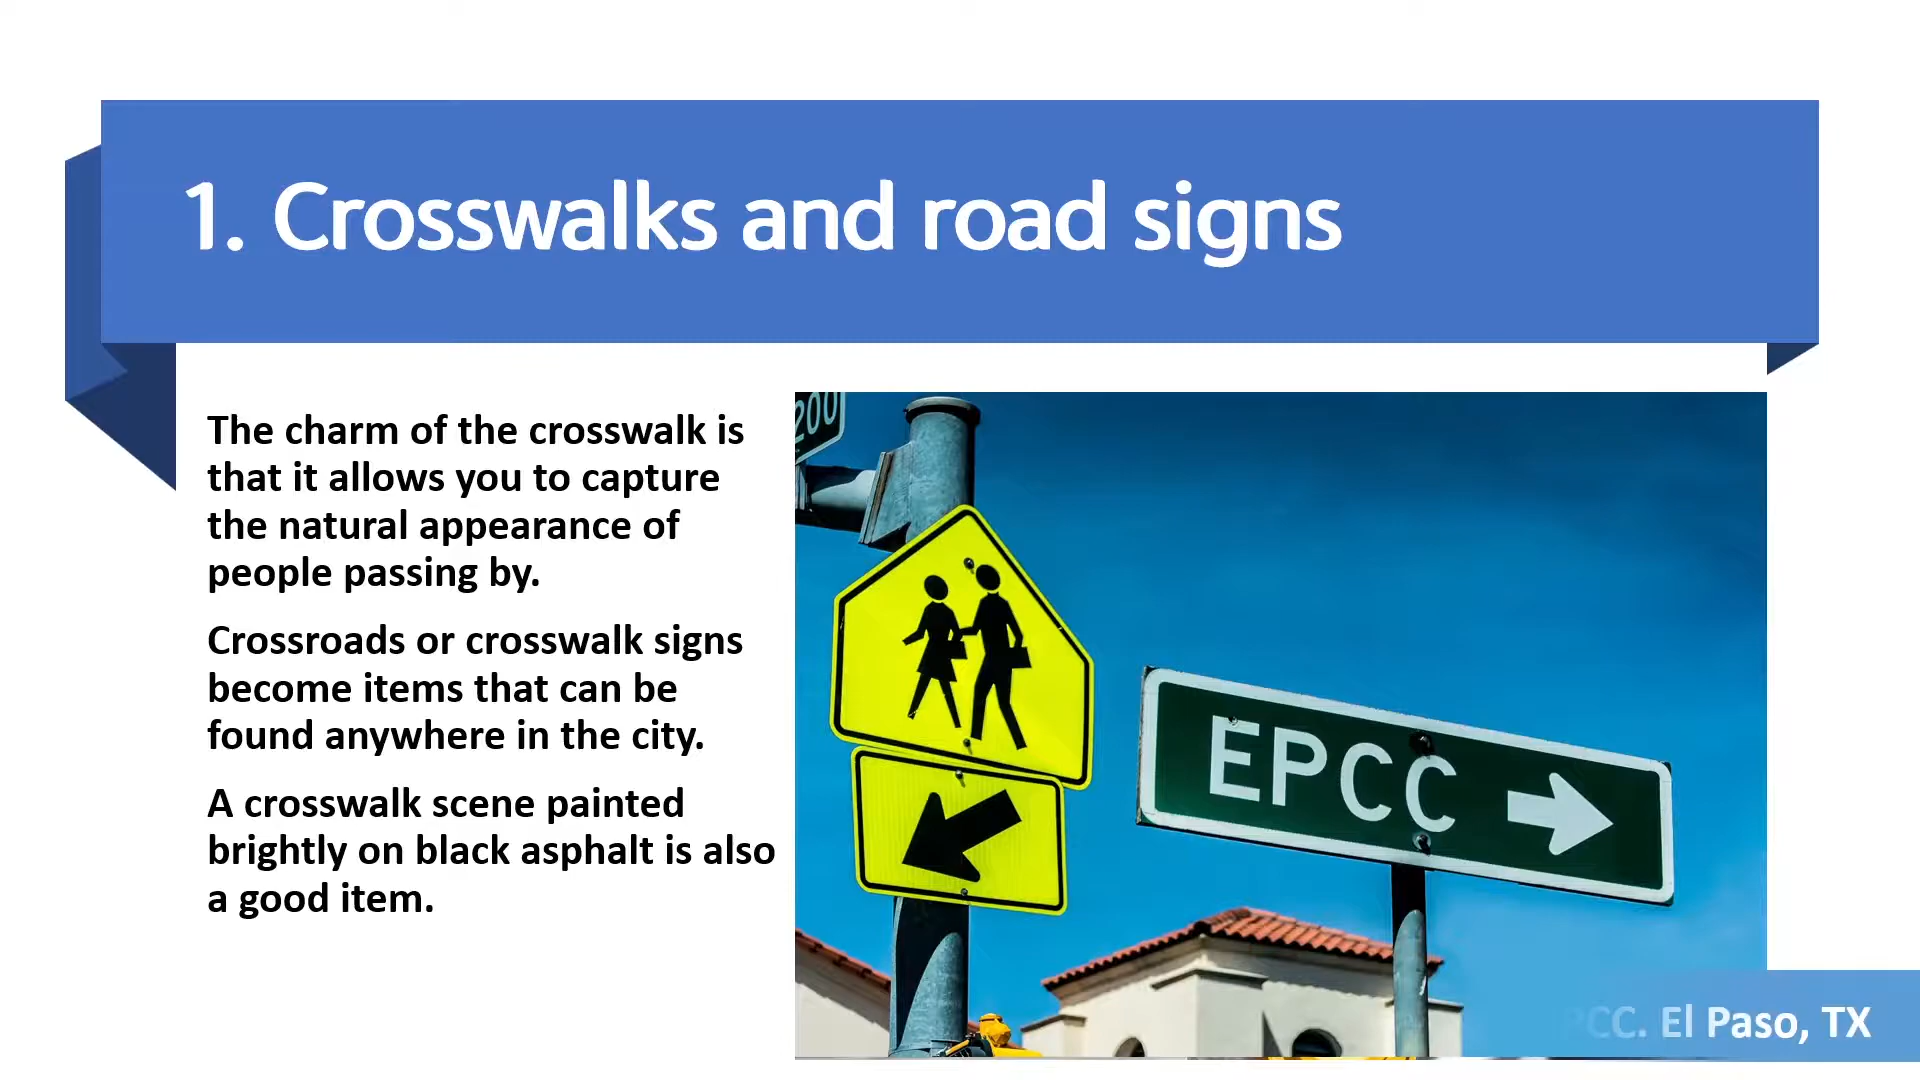 1. Crosswalks and road signs
The charm of the crosswalk is
that it allows you to capture
the natural appearance of
people passing by.
Crossroads or crosswalk signs
become items that can be
found anywhere in the city.
A crosswalk scene painted
brightly on black asphalt is also
a good item.
200
EPCC
PCC. El Paso, TX